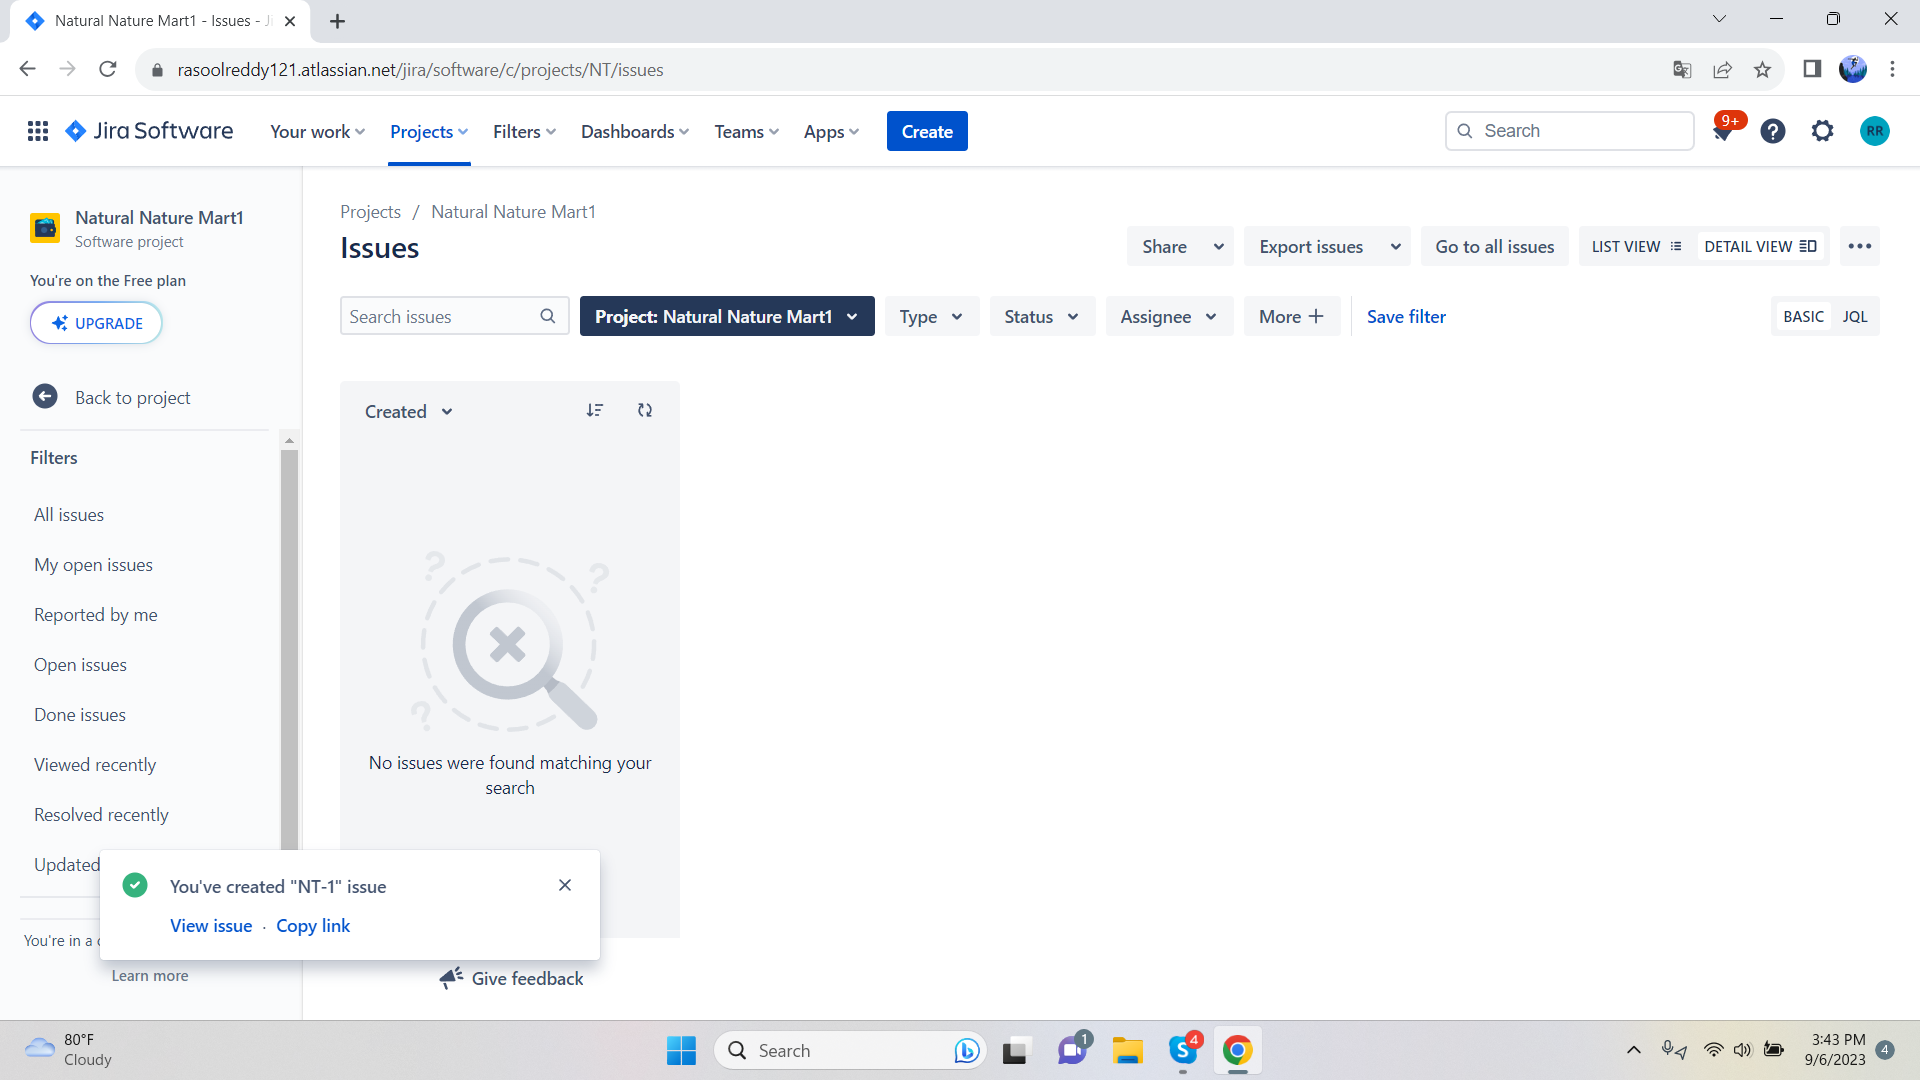 Natural Nature Mart1 - Issues - Ji
rasoolreddy121.atlassian.net/jira/software/c/projects/NT/issues
Jira Software
Your work
Projects
Filters
Dashboards
Teams
Apps
Create
Search
9+
RR
Natural Nature Mart1
Software project
You're on the Free plan
UPGRADE
Back to project
Filters
All issues
My open issues
Reported by me
Open issues
Done issues
Viewed recently
Resolved recently
Updated
You're in a c
Learn more
Projects / Natural Nature Mart1
Issues
Share
Export issues
Go to all issues
LIST VIEW
DETAIL VIEW
Search issues
Project: Natural Nature Mart1
Type
Status
Assignee
More
Save filter
BASIC
JQL
Created
No issues were found matching your
search
You've created "NT-1" issue
View issue · Copy link
Give feedback
80°F
Cloudy
Search
1
4
3:43 PM
9/6/2023
4